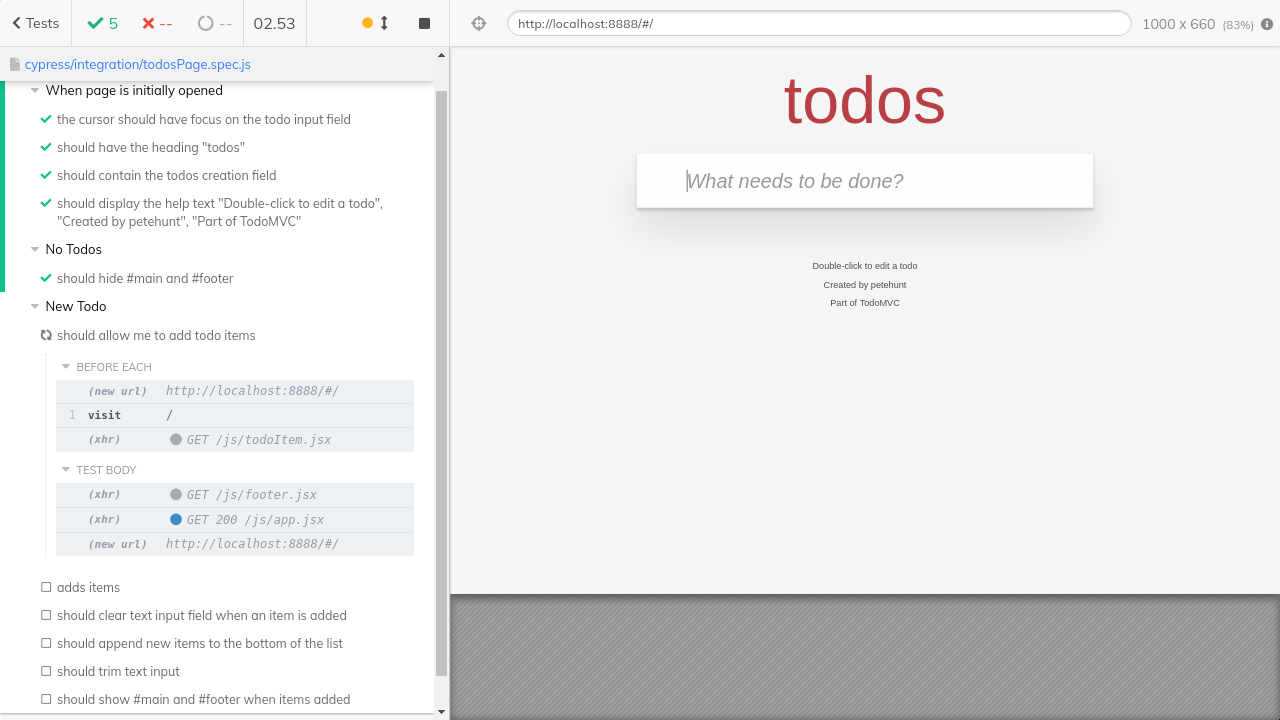 Tests
5
--
--
02.53
http://localhost:8888/#/
1000 x 660 (83%)
cypress/integration/todosPage.spec.js
When page is initially opened
the cursor should have focus on the todo input field
should have the heading "todos"
should contain the todos creation field
should display the help text "Double-click to edit a todo",
"Created by petehunt", "Part of TodoMVC"
No Todos
should hide #main and #footer
New Todo
should allow me to add todo items
BEFORE EACH
(new url) http://localhost:8888/#/
1 visit /
(xhr) GET /js/todoItem.jsx
TEST BODY
(xhr) GET /js/footer.jsx
(xhr) GET 200 /js/app.jsx
(new url) http://localhost:8888/#/
adds items
should clear text input field when an item is added
should append new items to the bottom of the list
should trim text input
should show #main and #footer when items added
todos
What needs to be done?
Double-click to edit a todo
Created by petehunt
Part of TodoMVC